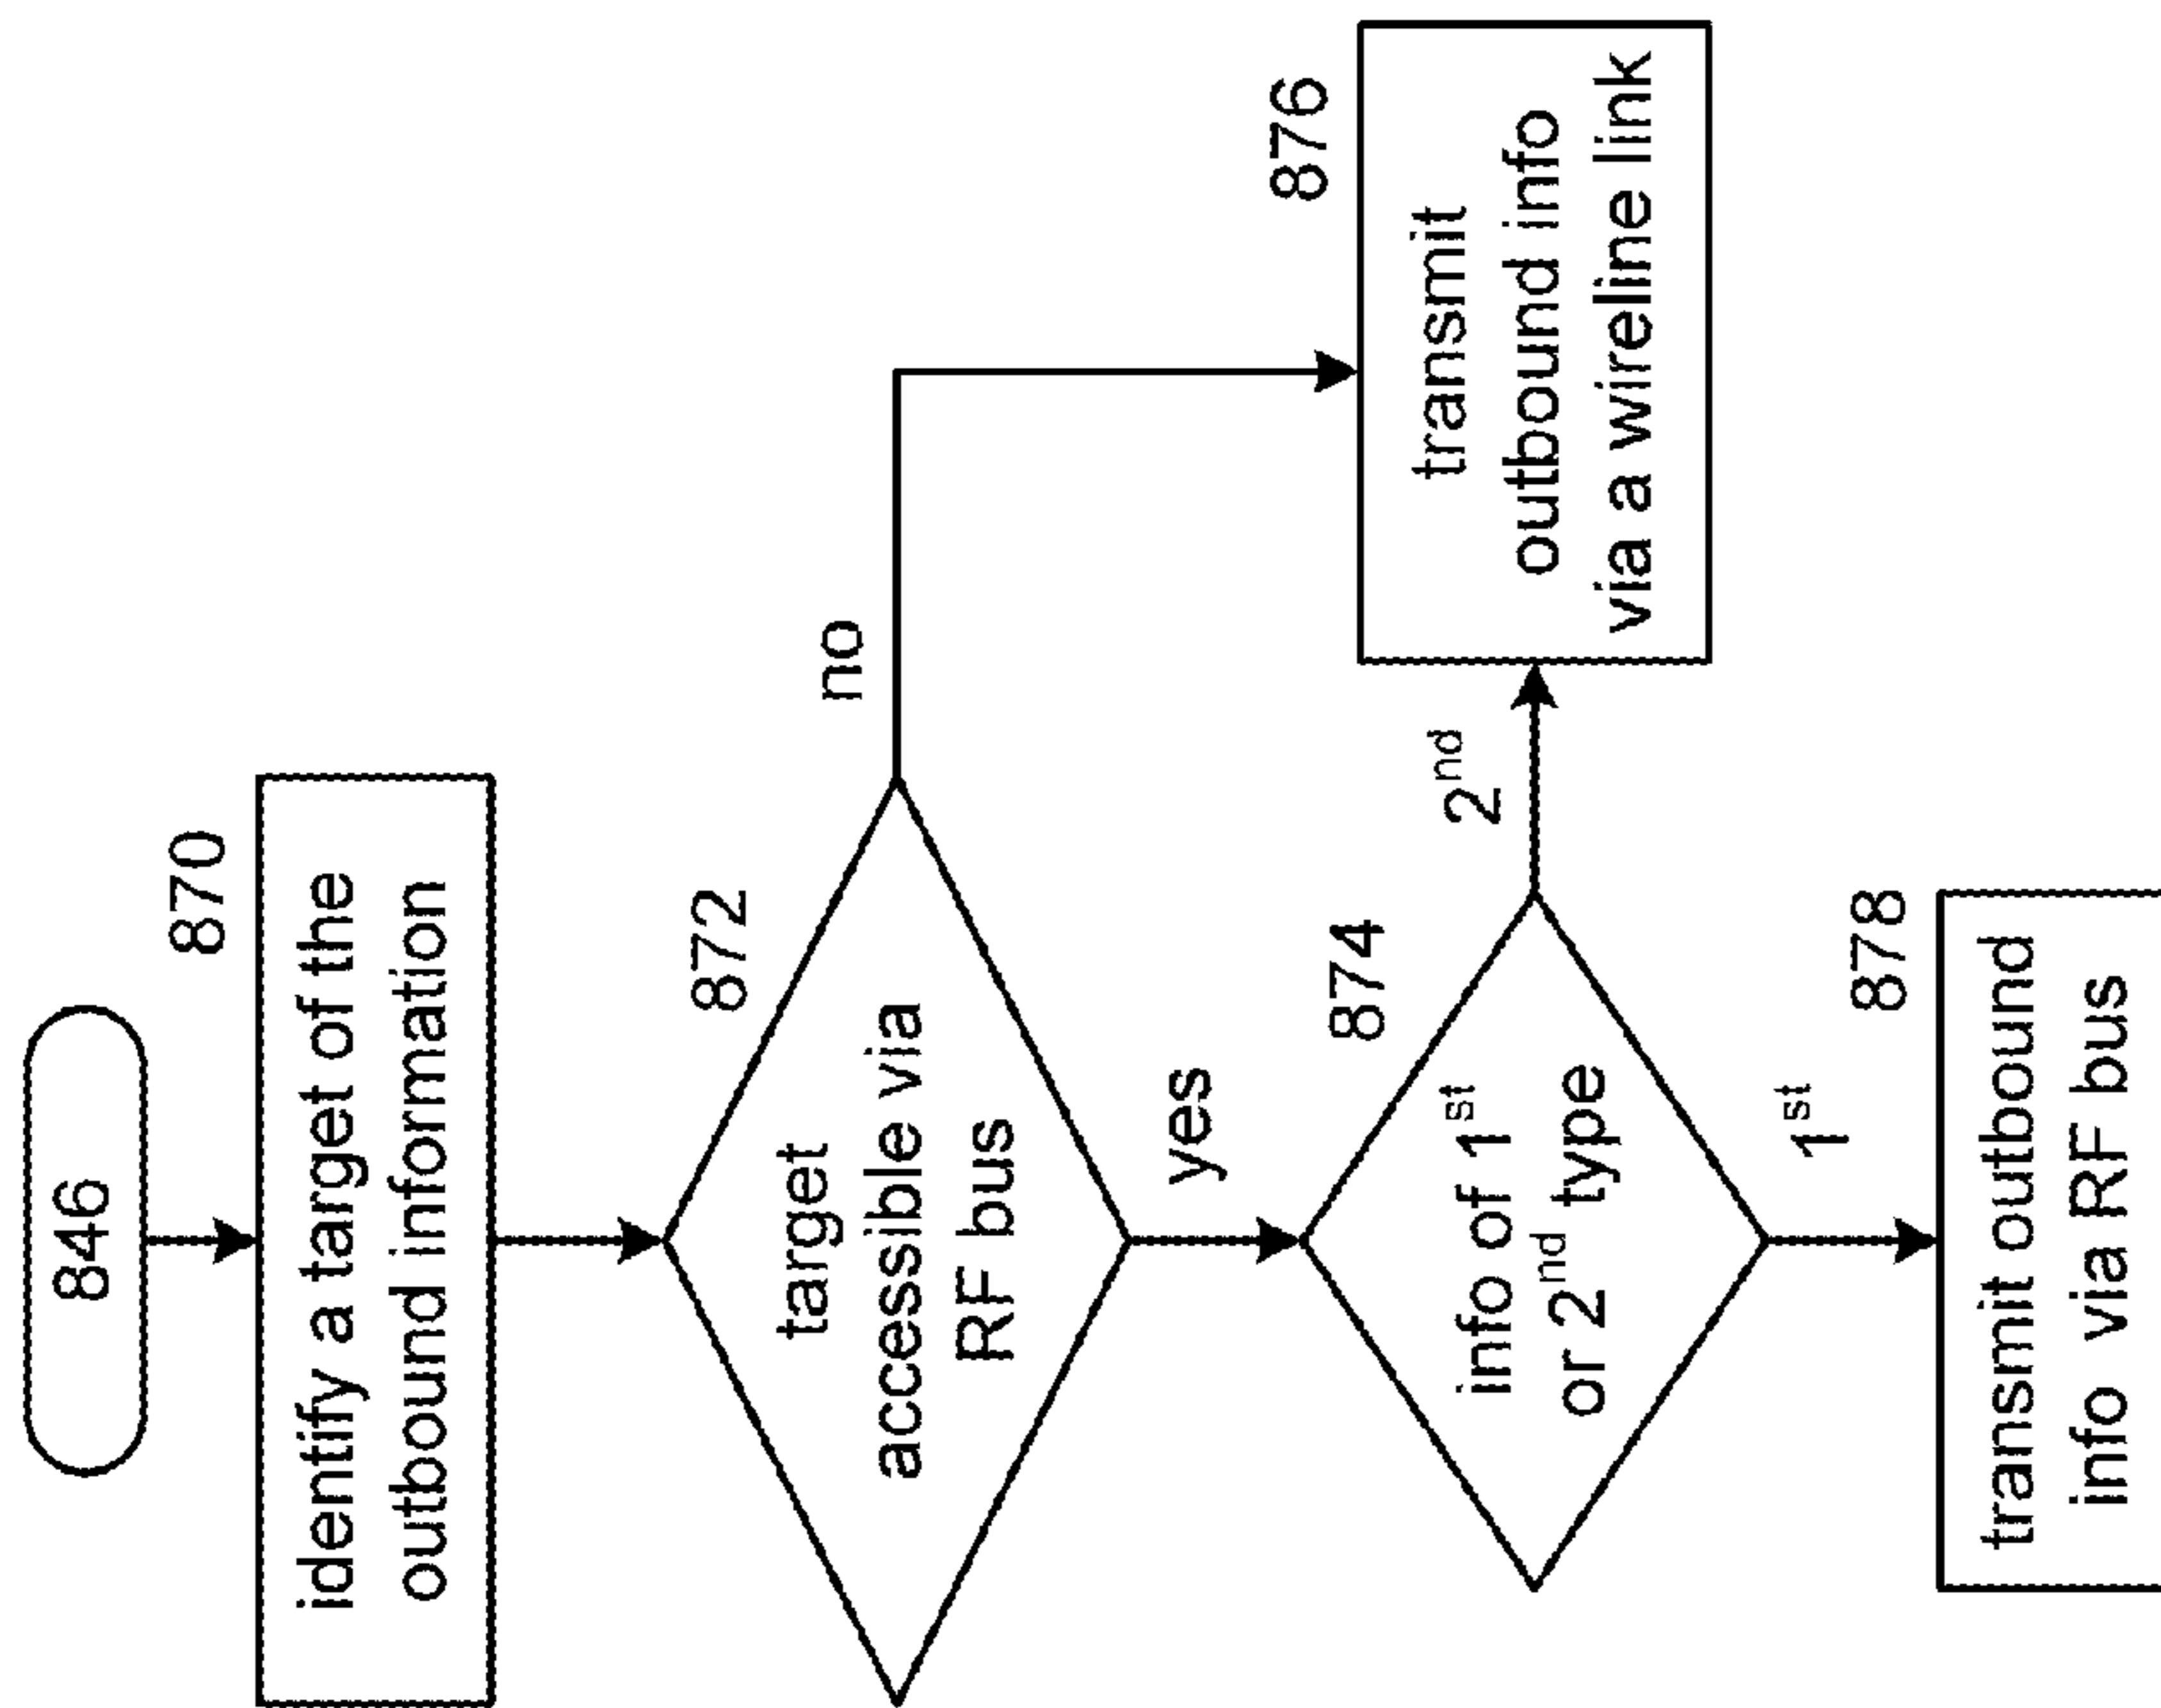 846
870
identify a target of the
outbound information
872
target
accessible via
RF bus
no
yes
874
info of 1st
or 2nd type
2nd
876
transmit
outbound info
via a wireline link
1st
878
transmit outbound
info via RF bus